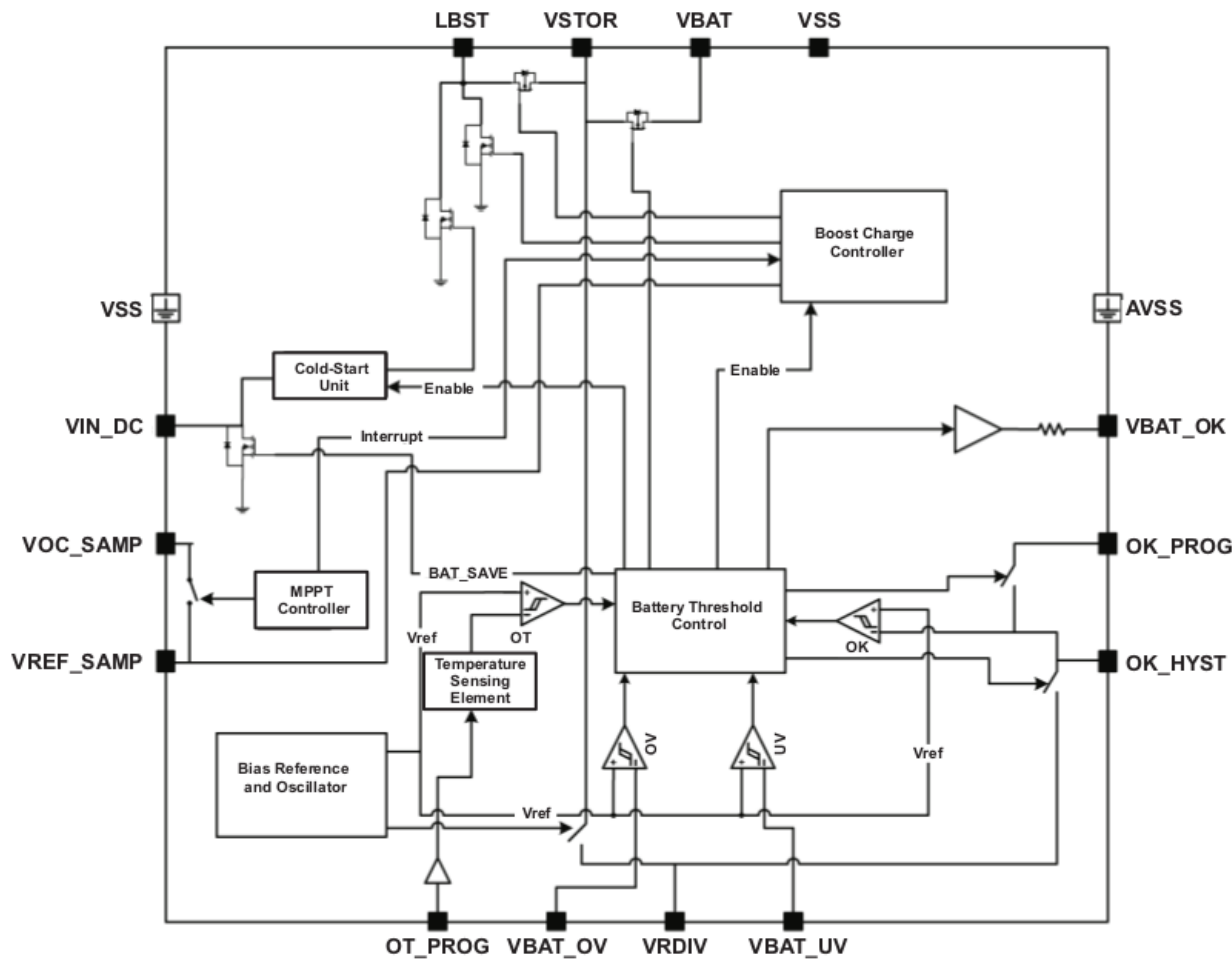 LBST
VSTOR
VBAT
VSS
Boost Charge
Controller
VSS
AVSS
Cold-Start
Unit
Enable
Enable
VIN_DC
Interrupt
VBAT_OK
VOC_SAMP
OK_PROG
BAT_SAVE
MPPT
Controller
+
-
OT
Battery Threshold
Control
+
-
OK
Vref
VREF_SAMP
Temperature
Sensing
Element
OK_HYST
Bias Reference
and Oscillator
+
-
OV
+
-
UV
Vref
Vref
OT_PROG
VBAT_OV
VRDIV
VBAT_UV